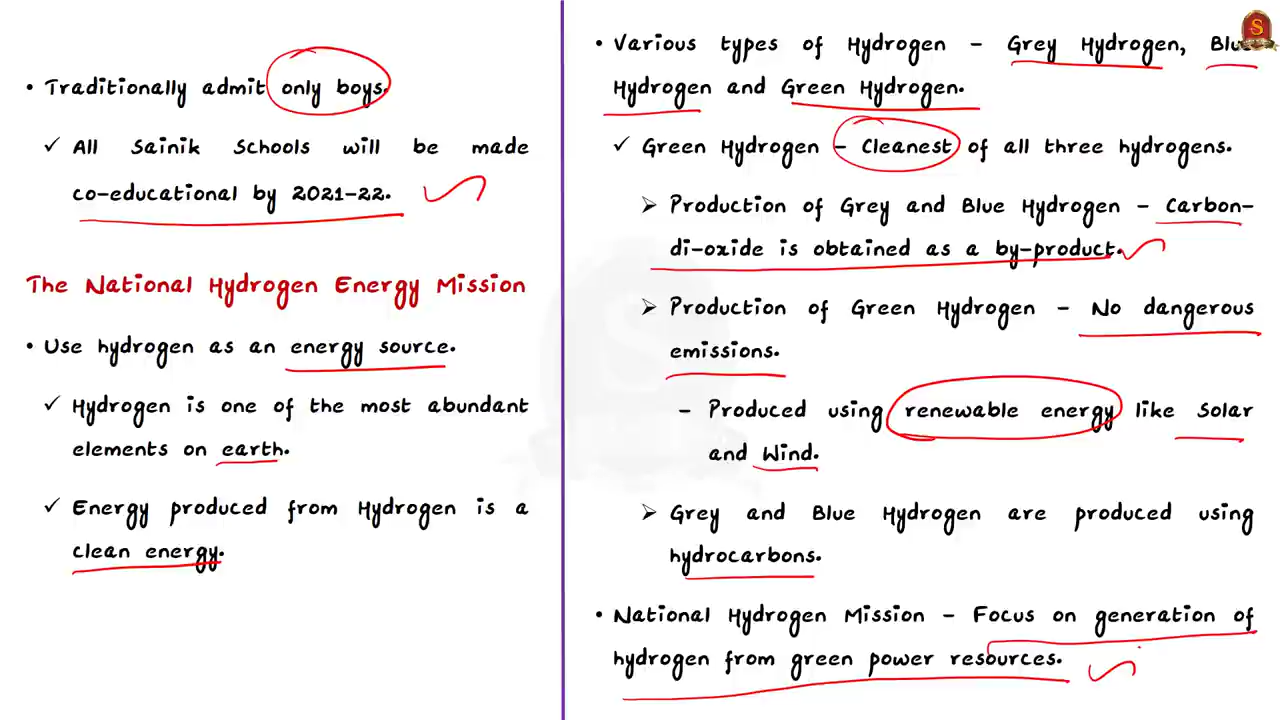 • Traditionally admit only boys.
✓ All Sainik Schools will be made
co-educational by 2021-22.
The National Hydrogen Energy Mission
• Use hydrogen as an energy source.
✓ Hydrogen is one of the most abundant
elements on earth.
✓ Energy produced from Hydrogen is a
clean energy.
• Various types of Hydrogen - Grey Hydrogen, Blue
Hydrogen and Green Hydrogen.
✓ Green Hydrogen - Cleanest of all three hydrogens.
➢ Production of Grey and Blue Hydrogen - Carbon-
di-oxide is obtained as a by-product.
➢ Production of Green Hydrogen - No dangerous
emissions.
- Produced using renewable energy like Solar
and Wind.
➢ Grey and Blue Hydrogen are produced using
hydrocarbons.
• National Hydrogen Mission - Focus on generation of
hydrogen from green power resources.